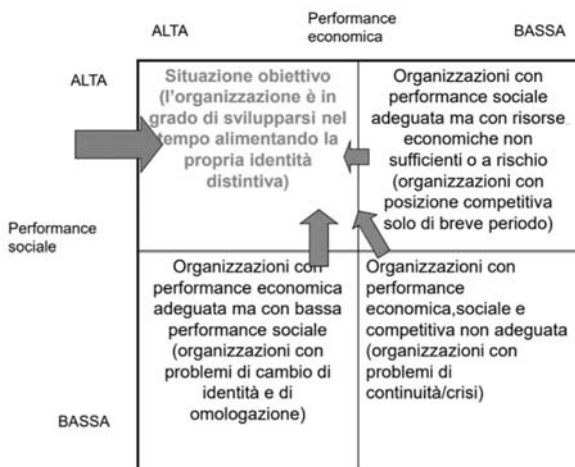 Performance
economica
ALTA
BASSA
ALTA
Situazione obiettivo
(l'organizzazione è in
grado di svilupparsi nel
tempo alimentando la
propria identità
distintiva)
Organizzazioni con
performance sociale
adeguata ma con risorse
economiche non
sufficienti o a rischio
(organizzazioni con
posizione competitiva
solo di breve periodo)
Performance
sociale
Organizzazioni con
performance economica
adeguata ma con bassa
performance sociale
(organizzazioni con
problemi di cambio di
identità e di
omologazione)
Organizzazioni con
performance
economica,sociale e
competitiva non adeguata
(organizzazioni con
problemi di
continuità/crisi)
BASSA